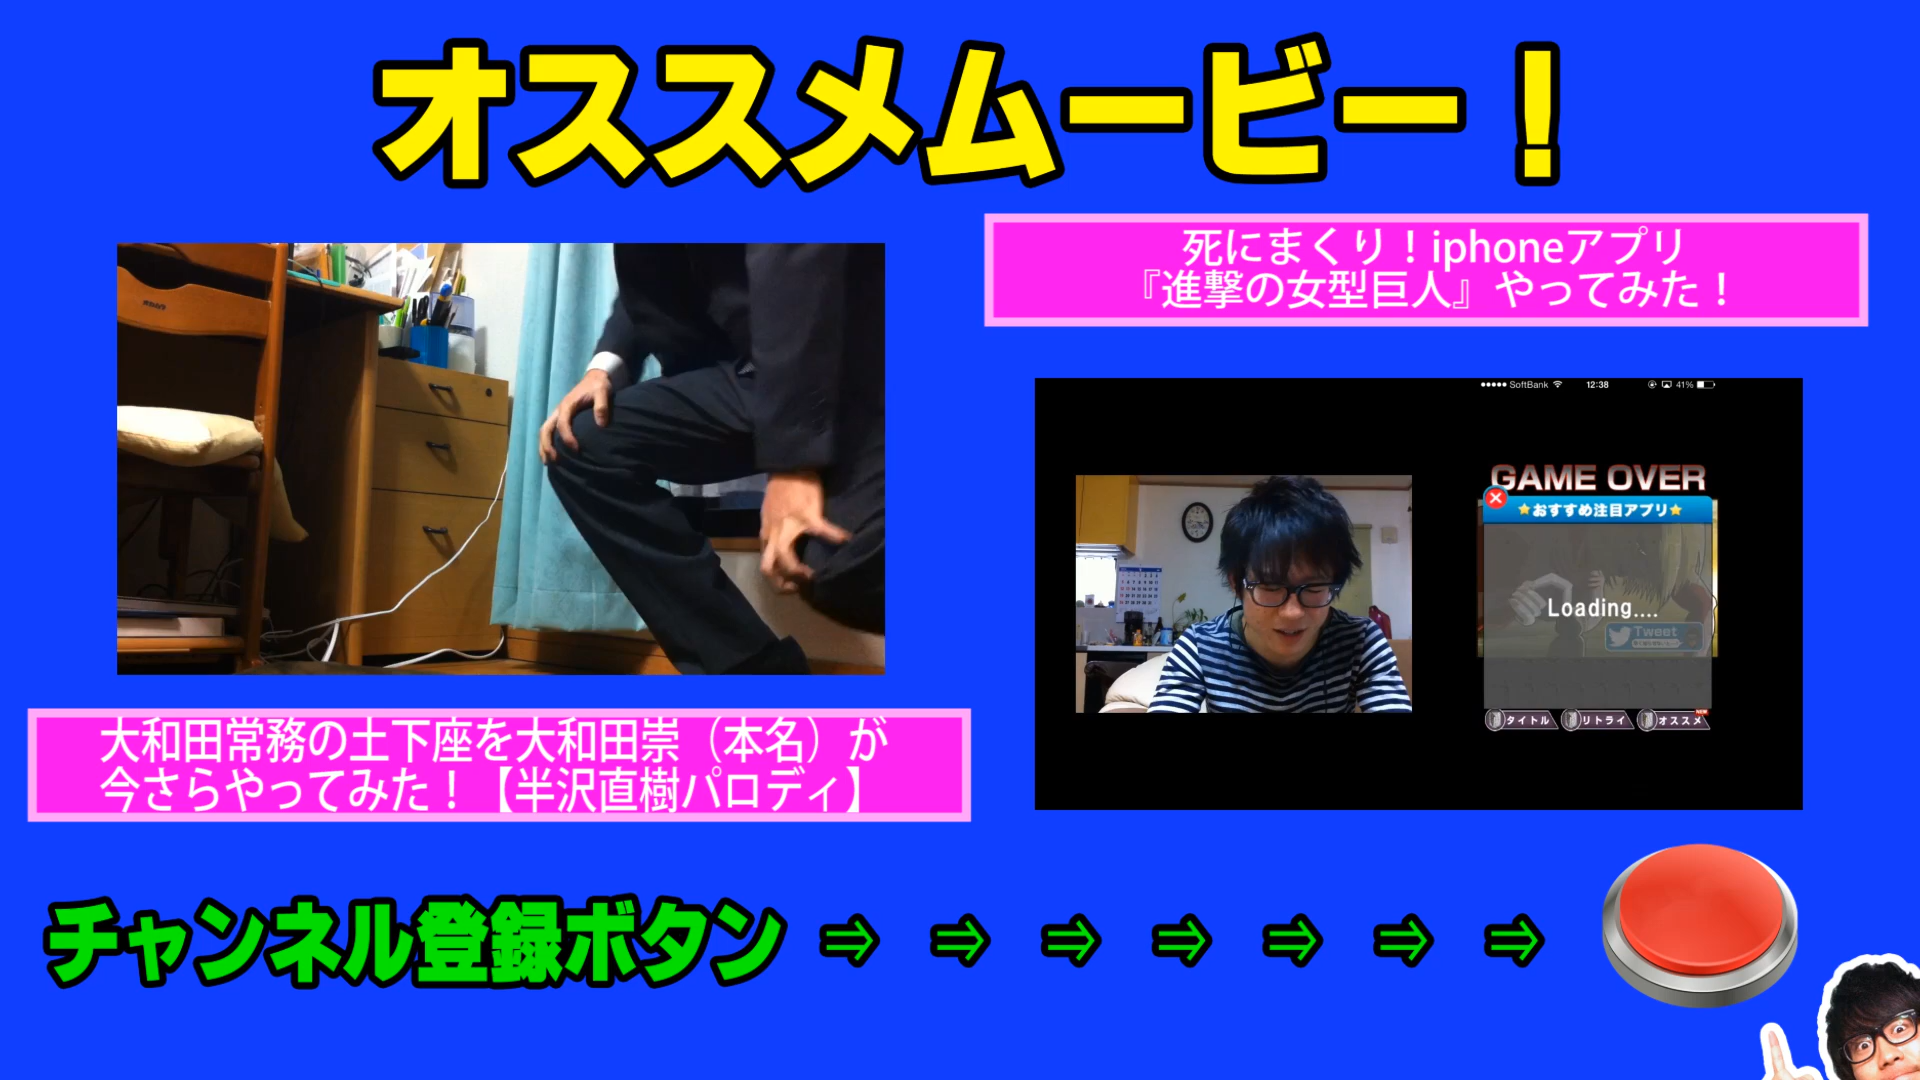 オススメムービー！
死にまくり！iphoneアプリ
『進撃の女型巨人』やってみた！
SoftBank 12:38 41%
GAME OVER
★おすすめ注目アプリ★
Loading....
Tweet
タイトル リトライ オススメ NEW
大和田常務の土下座を大和田崇（本名）が
今さらやってみた！【半沢直樹パロディ】
チャンネル登録ボタン ⇒ ⇒ ⇒ ⇒ ⇒ ⇒ ⇒